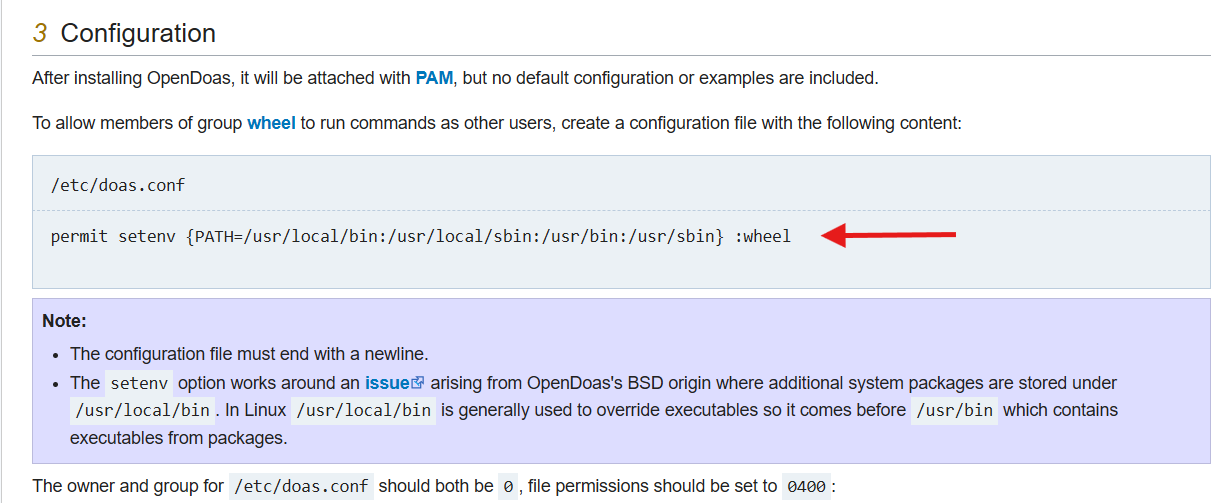 3 Configuration
After installing OpenDoas, it will be attached with PAM, but no default configuration or examples are included.
To allow members of group wheel to run commands as other users, create a configuration file with the following content:
/etc/doas.conf
permit setenv {PATH=/usr/local/bin:/usr/local/sbin:/usr/bin:/usr/sbin} :wheel
Note:
• The configuration file must end with a newline.
• The setenv option works around an issue arising from OpenDoas's BSD origin where additional system packages are stored under
/usr/local/bin. In Linux /usr/local/bin is generally used to override executables so it comes before /usr/bin which contains
executables from packages.
The owner and group for /etc/doas.conf should both be 0, file permissions should be set to 0400: